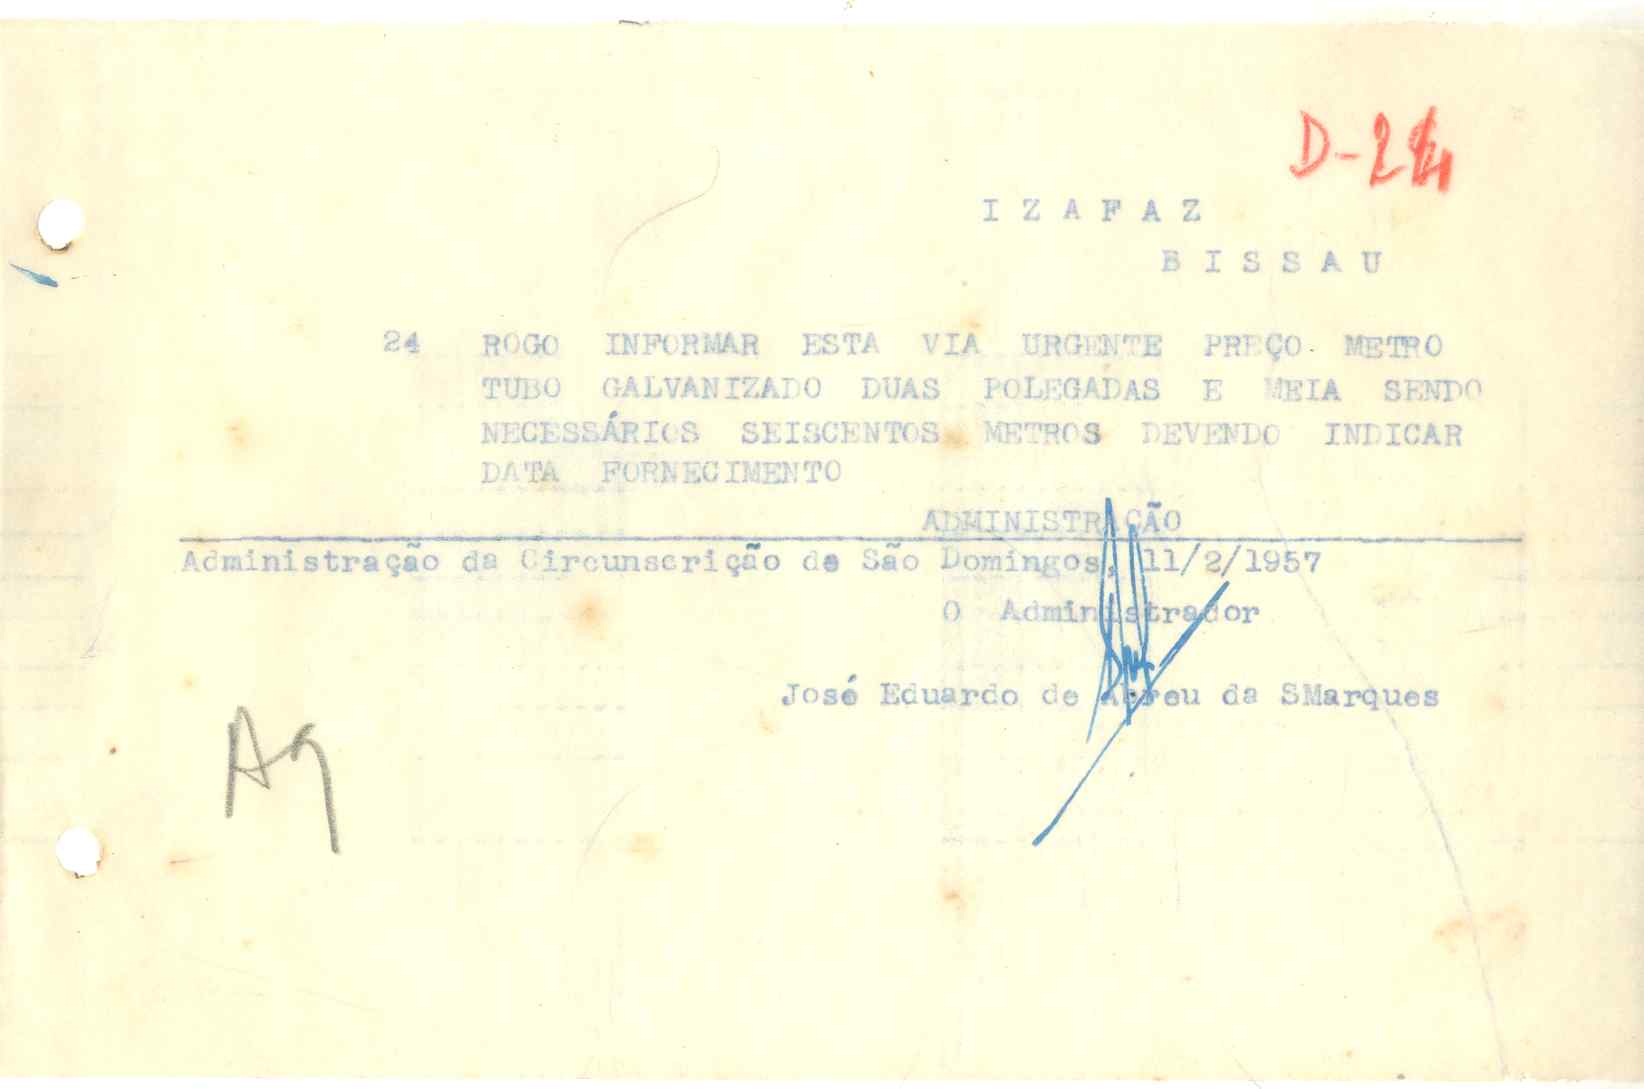 I Z A F A Z
B I S S A U
24 ROGO INFORMAR ESTA VIA URGENTE PREÇO METRO
TUBO GALVANIZADO DUAS POLEGADAS E MEIA SENDO
NECESSÁRIOS SEISCENTOS METROS DEVENDO INDICAR
DATA FORNECIMENTO
ADMINISTRAÇÃO
Administração da Circunscrição de São Domingos, 11/2/1957
O Administrador
José Eduardo de Abreu da SMarques